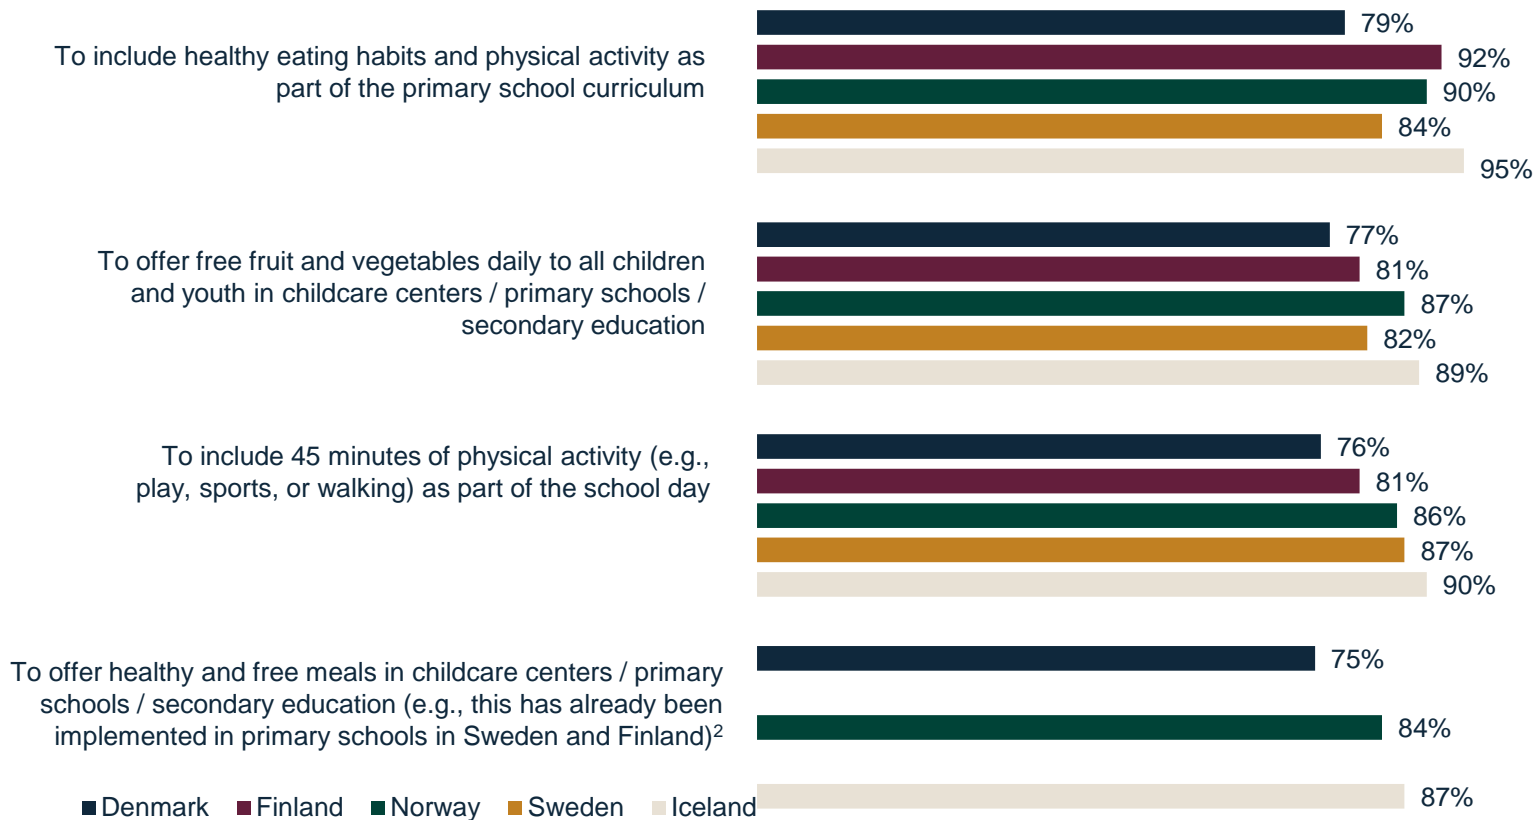 To include healthy eating habits and physical activity as
part of the primary school curriculum
79%
92%
90%
84%
95%
To offer free fruit and vegetables daily to all children
and youth in childcare centers / primary schools /
secondary education
77%
81%
87%
82%
89%
To include 45 minutes of physical activity (e.g.,
play, sports, or walking) as part of the school day
76%
81%
86%
87%
90%
To offer healthy and free meals in childcare centers / primary
schools / secondary education (e.g., this has already been
implemented in primary schools in Sweden and Finland)²
75%
84%
87%
Denmark Finland Norway Sweden Iceland